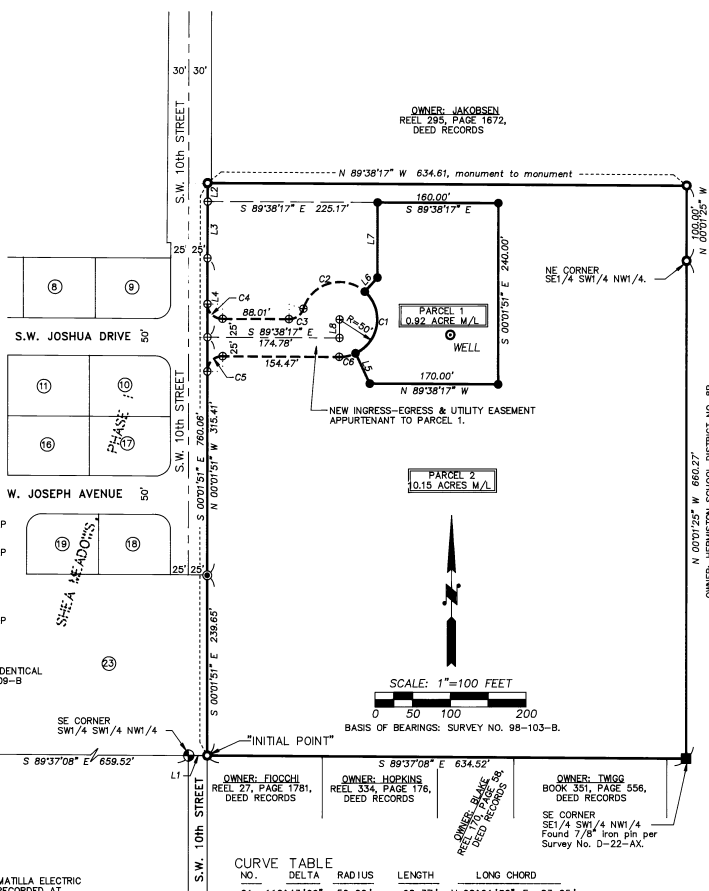 30' 30'
S.W. 10th STREET
OWNER: JAKOBSEN
REEL 295, PAGE 1672,
DEED RECORDS
N 89°38'17" W 634.61, monument to monument
L2
S 89°38'17" E 225.17'
160.00'
S 89°38'17" E
100.00'
N 00°01'25" W
L3
L7
25' 25'
240.00'
S 00°01'51" E
NE CORNER
SE1/4 SW1/4 NW1/4.
8
9
C2
L6
L4
C4
88.01'
C3
R=50'
C1
PARCEL 1
0.92 ACRE M/L
S.W. JOSHUA DRIVE
50'
25'
S 89°38'17" E
174.78'
L8
WELL
25'
154.47'
C6
L5
C5
170.00'
N 89°38'17" W
11
10
PHASE 1
16
17
S.W. 10th STREET
S 00°01'51" E 760.06'
N 00°01'51" W 315.41'
NEW INGRESS-EGRESS & UTILITY EASEMENT
APPURTENANT TO PARCEL 1.
PARCEL 2
10.15 ACRES M/L
N 00°01'25" W 660.27'
W. JOSEPH AVENUE
50'
P
19
18
P
SHEA MEADOWS,
25' 25'
P
S 00°01'51" E 239.65'
N
23
DENTICAL
09-B
SCALE: 1"=100 FEET
0 50 100 200
BASIS OF BEARINGS: SURVEY NO. 98-103-B.
SE CORNER
SW1/4 SW1/4 NW1/4
"INITIAL POINT"
S 89°37'08" E 659.52'
L1
S 89°37'08" E 634.52'
OWNER: FIOCCHI
REEL 27, PAGE 1781,
DEED RECORDS
OWNER: HOPKINS
REEL 334, PAGE 176,
DEED RECORDS
OWNER: BLAKE
REEL 170, PAGE 58,
DEED RECORDS
OWNER: TWIGG
BOOK 351, PAGE 556,
DEED RECORDS
SE CORNER
SE1/4 SW1/4 NW1/4
Found 7/8" iron pin per
Survey No. D-22-AX.
S.W. 10th STREET
CURVE TABLE
NO. DELTA RADIUS LENGTH LONG CHORD
MATILLA ELECTRIC